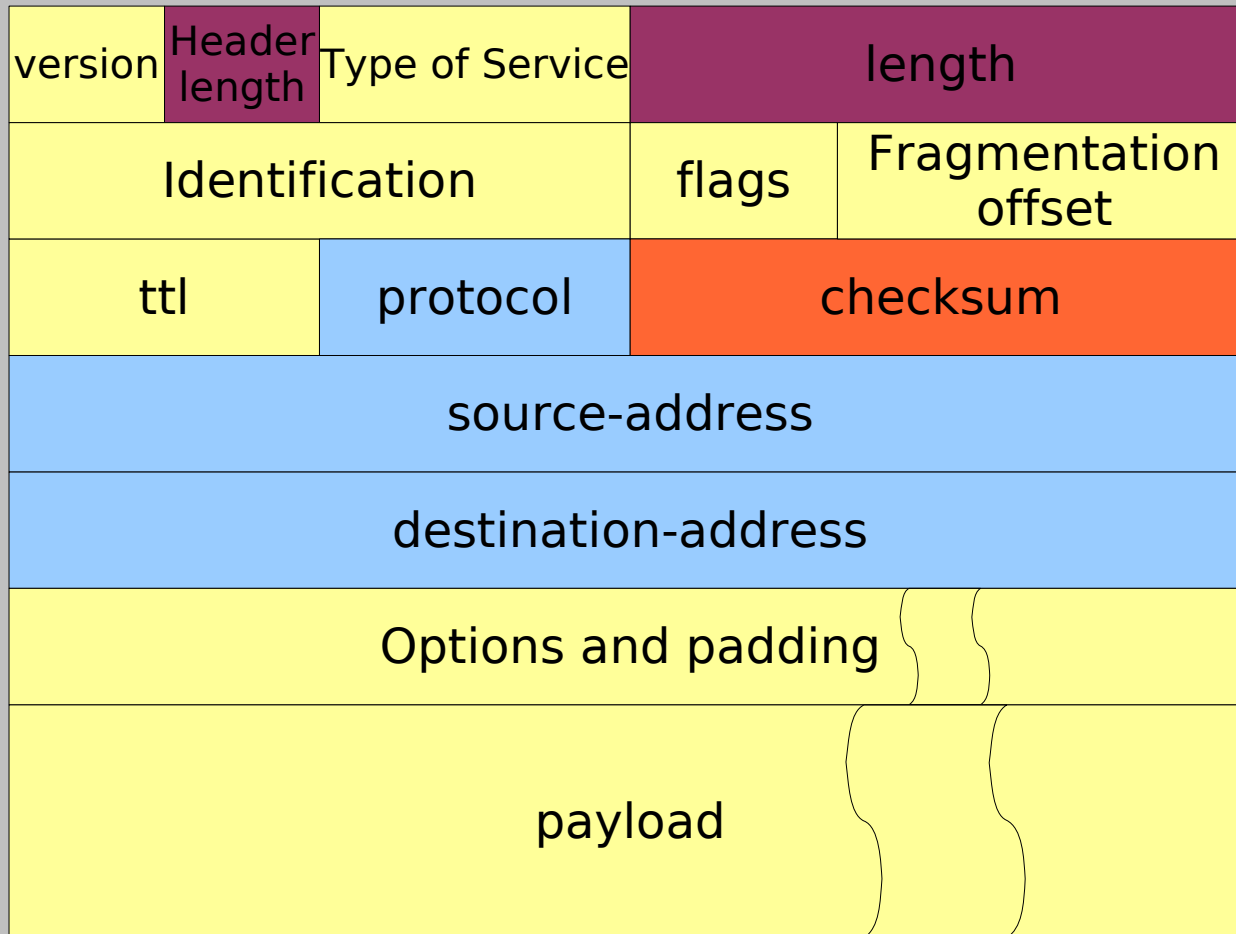 version
Header
length
Type of Service
length
Identification
flags
Fragmentation
offset
ttl
protocol
checksum
source-address
destination-address
Options and padding
payload